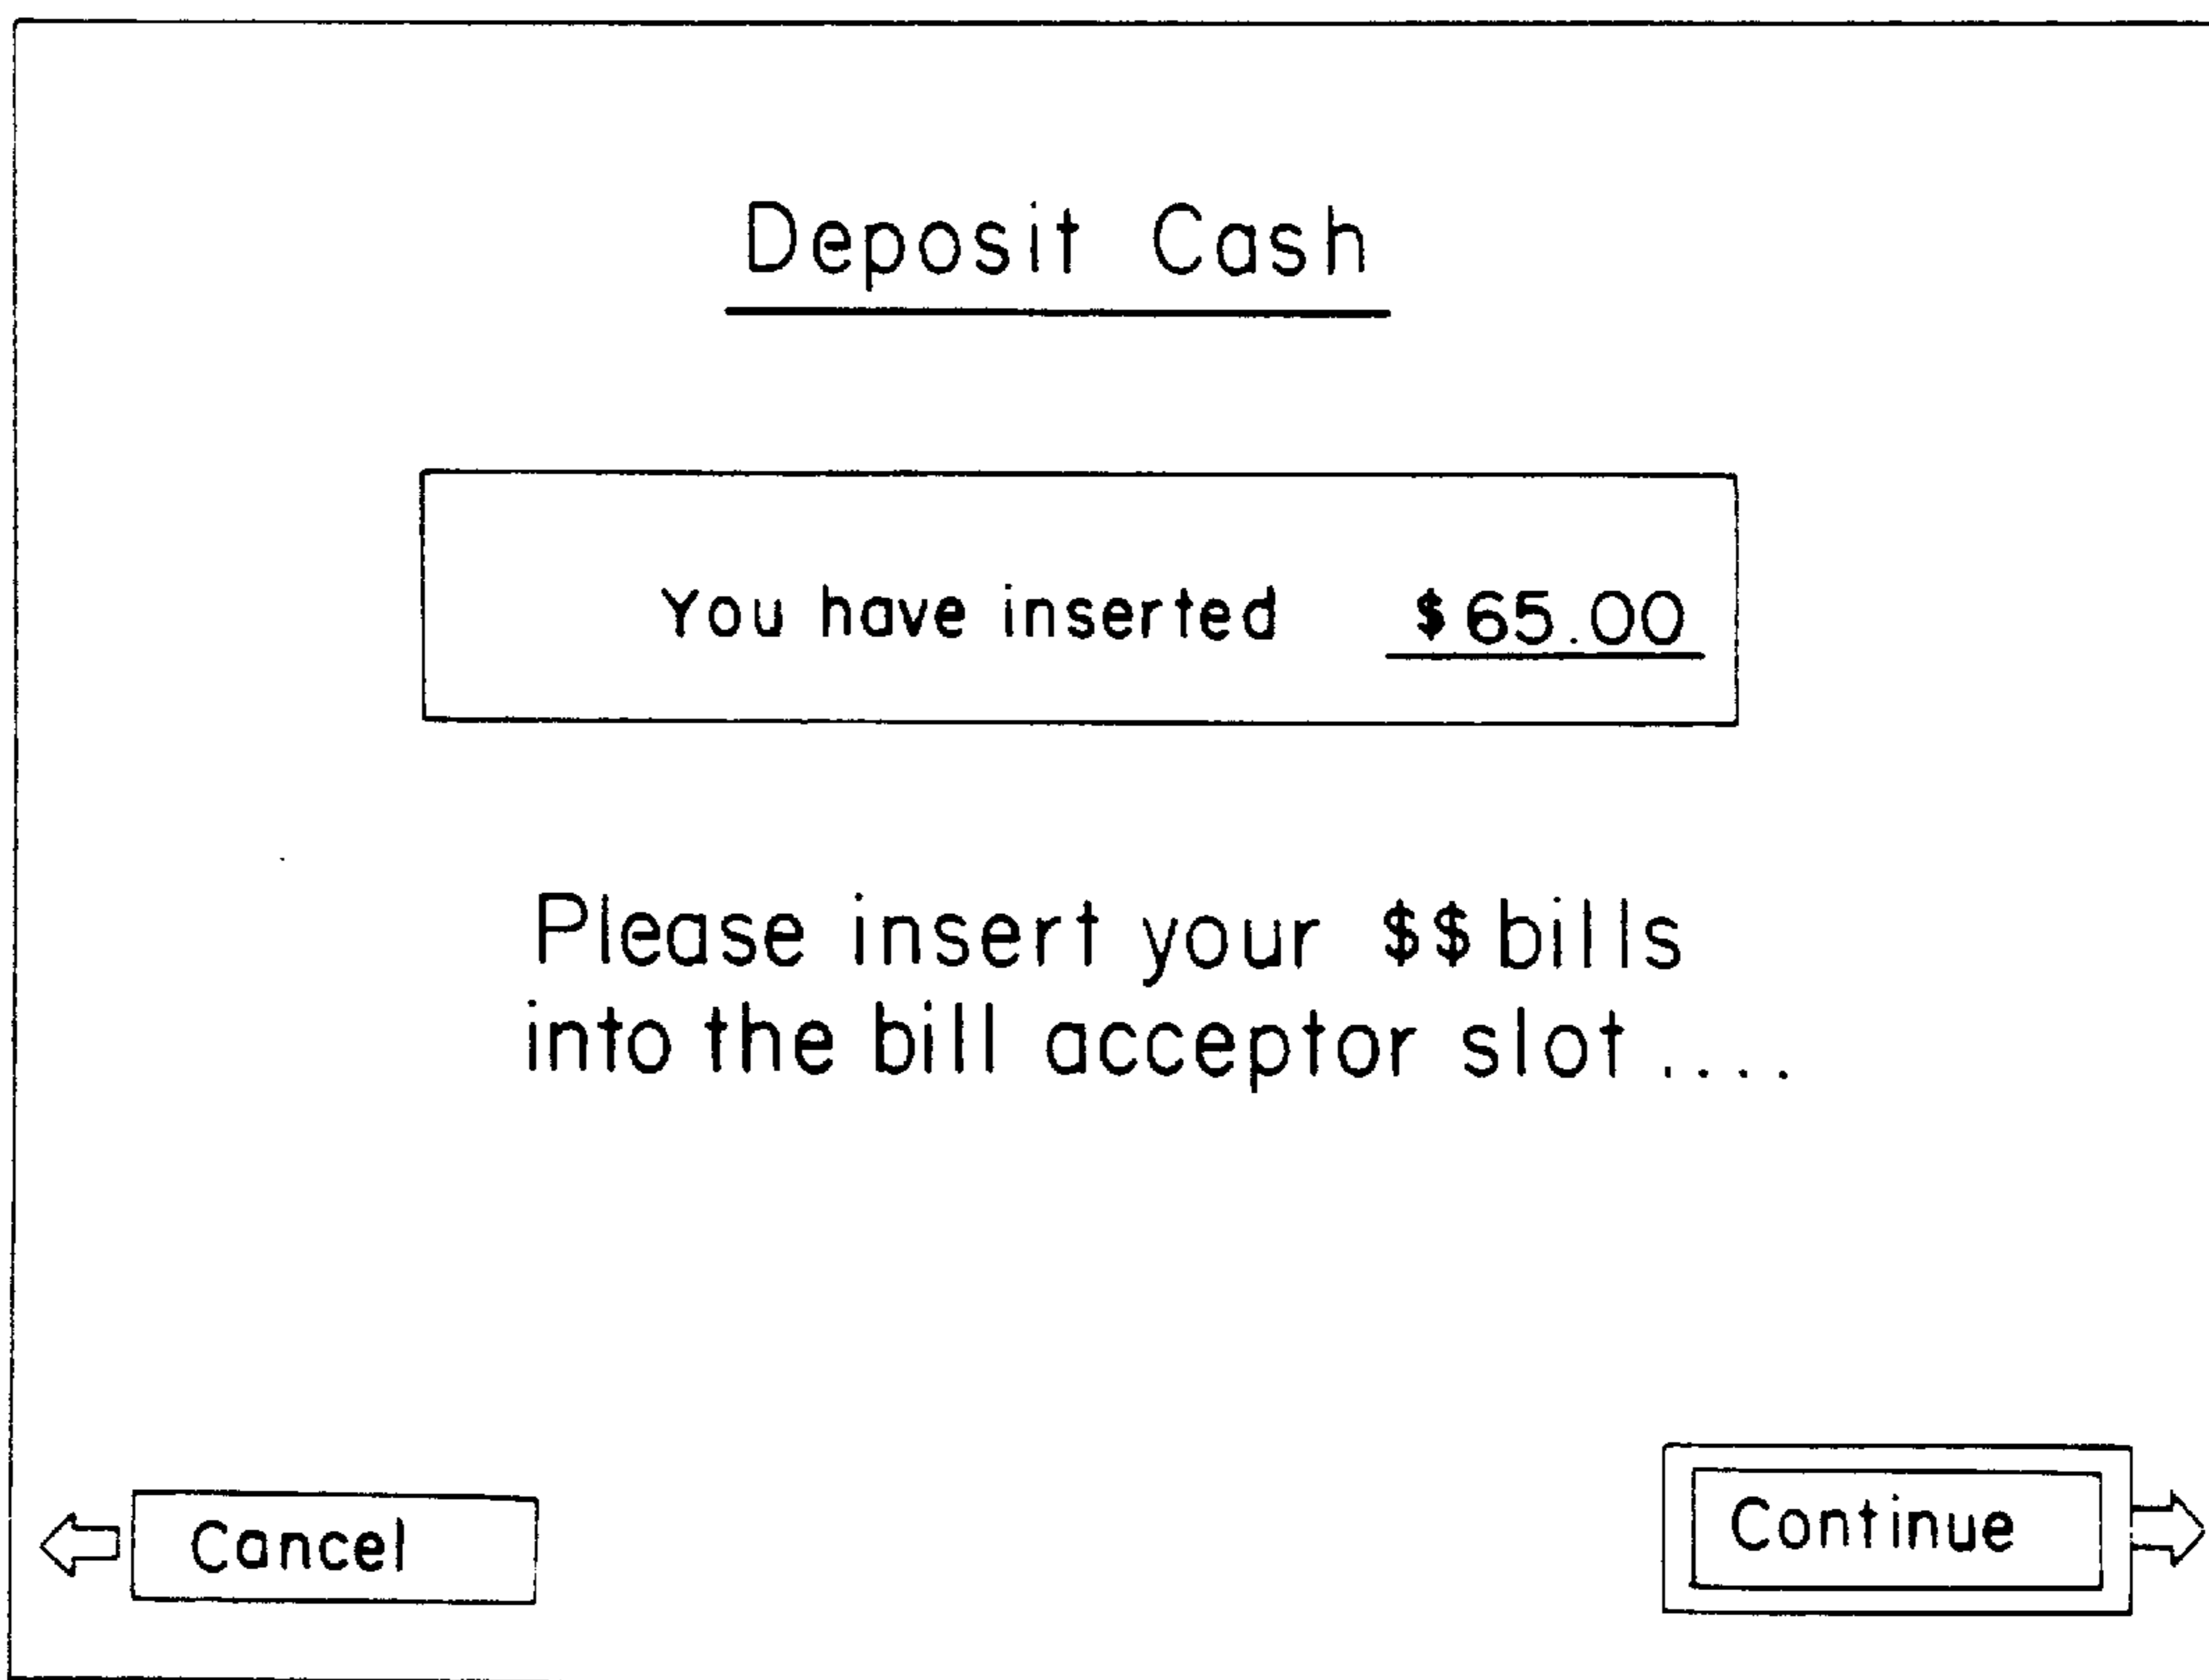 Deposit Cash
You have inserted $65.00
Please insert your $$ bills
into the bill acceptor slot ....
Cancel
Continue